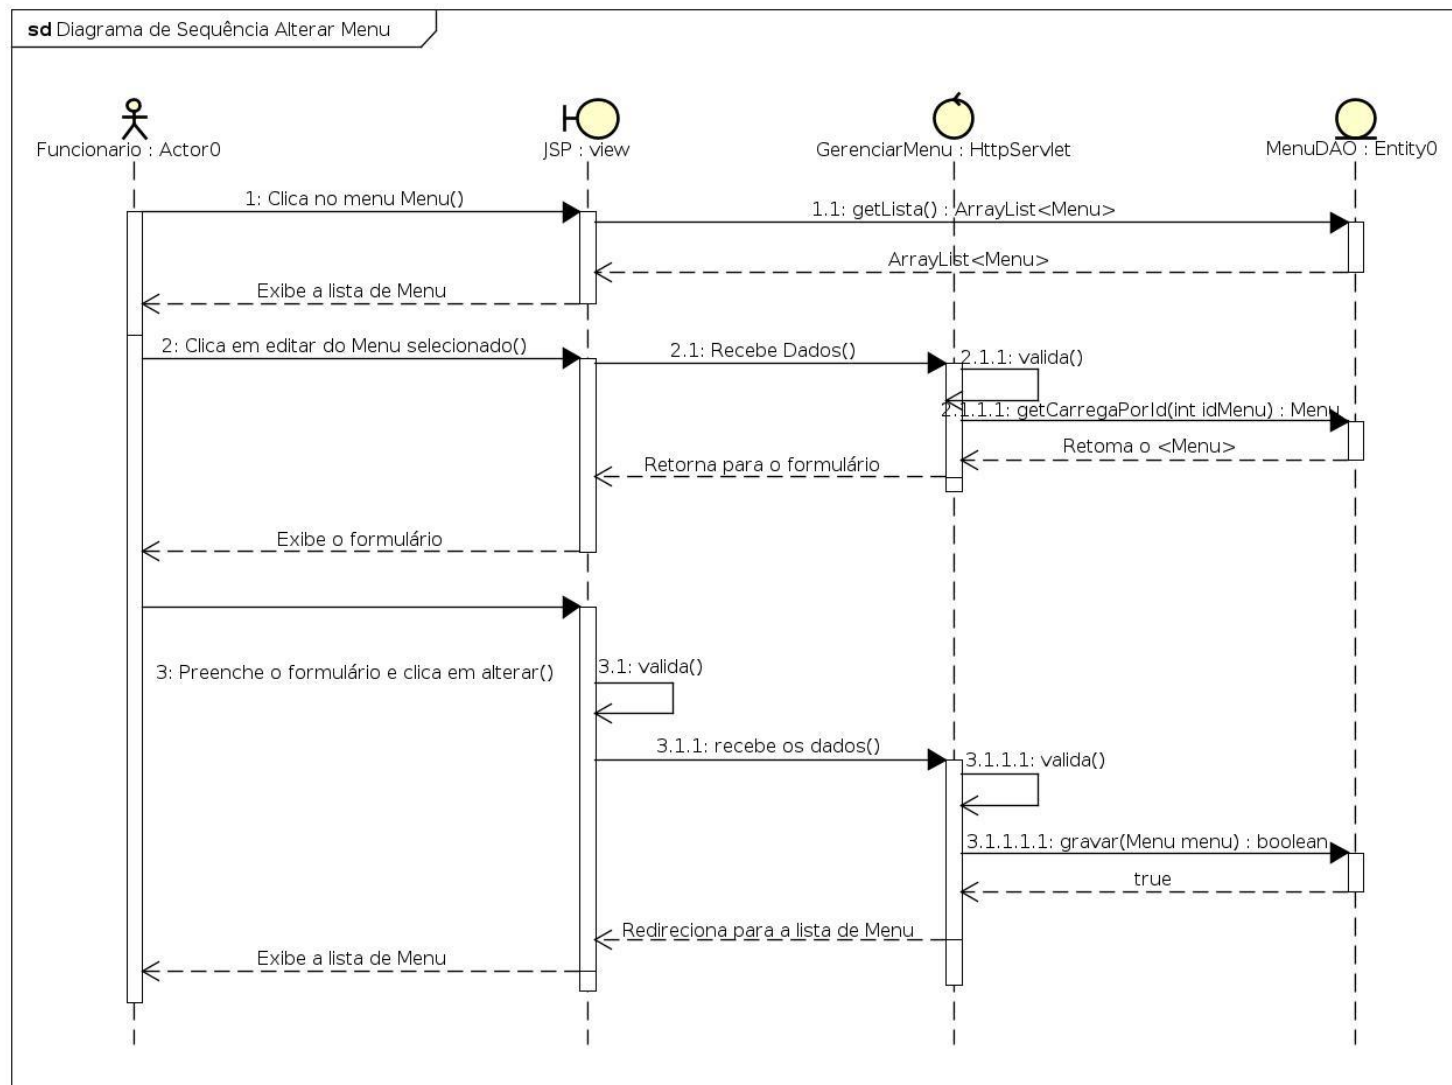 sd Diagrama de Sequência Alterar Menu
Funcionario : Actor0
JSP : view
GerenciarMenu : HttpServlet
MenuDAO : Entity0
1: Clica no menu Menu()
1.1: getLista() : ArrayList<Menu>
ArrayList<Menu>
Exibe a lista de Menu
2: Clica em editar do Menu selecionado()
2.1: Recebe Dados()
2.1.1: valida()
2.1.1.1: getCarregaPorId(int idMenu) : Menu
Retoma o <Menu>
Retorna para o formulário
Exibe o formulário
3: Preenche o formulário e clica em alterar()
3.1: valida()
3.1.1: recebe os dados()
3.1.1.1: valida()
3.1.1.1.1: gravar(Menu menu) : boolean
true
Redireciona para a lista de Menu
Exibe a lista de Menu